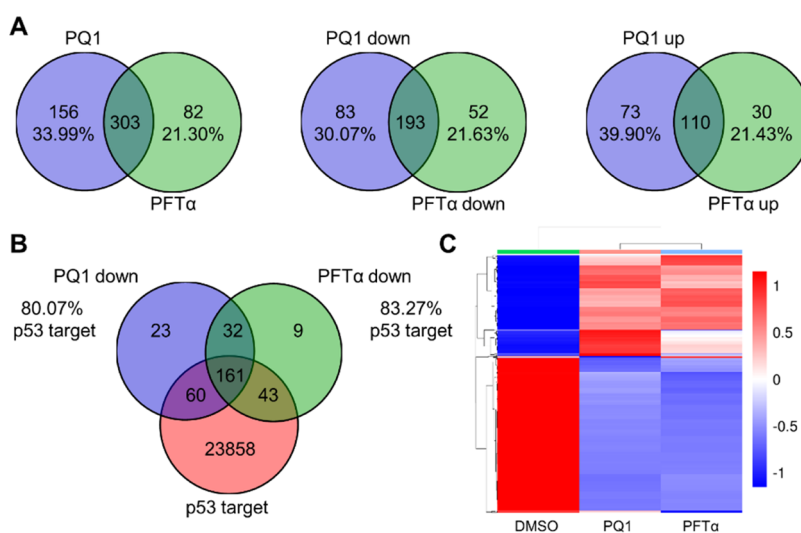 A
PQ1
156
33.99%
303
82
21.30%
PFTα
PQ1 down
83
30.07%
193
52
21.63%
PFTα down
PQ1 up
73
39.90%
110
30
21.43%
PFTα up
B
PQ1 down
80.07%
p53 target
PFTα down
83.27%
p53 target
23
32
9
161
60
43
23858
p53 target
C
1
0.5
0
-0.5
-1
DMSO
PQ1
PFTα